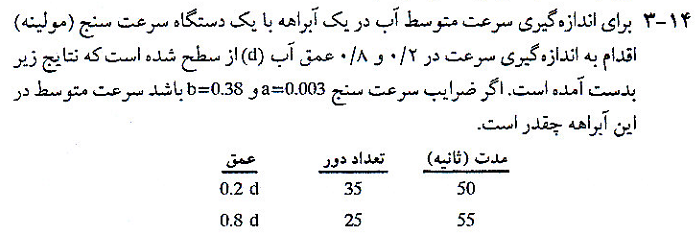 ۳-۱۴ برای اندازه‌گیری سرعت متوسط آب در یک آبراهه با یک دستگاه سرعت سنج (مولینه)
اقدام به اندازه‌گیری سرعت در ۰/۲ و ۰/۸ عمق آب (d) از سطح شده است که نتایج زیر
بدست آمده است. اگر ضرایب سرعت سنج a=0.003 و b=0.38 باشد سرعت متوسط در
این آبراهه چقدر است.
عمق تعداد دور مدت (ثانیه)
0.2 d 35 50
0.8 d 25 55